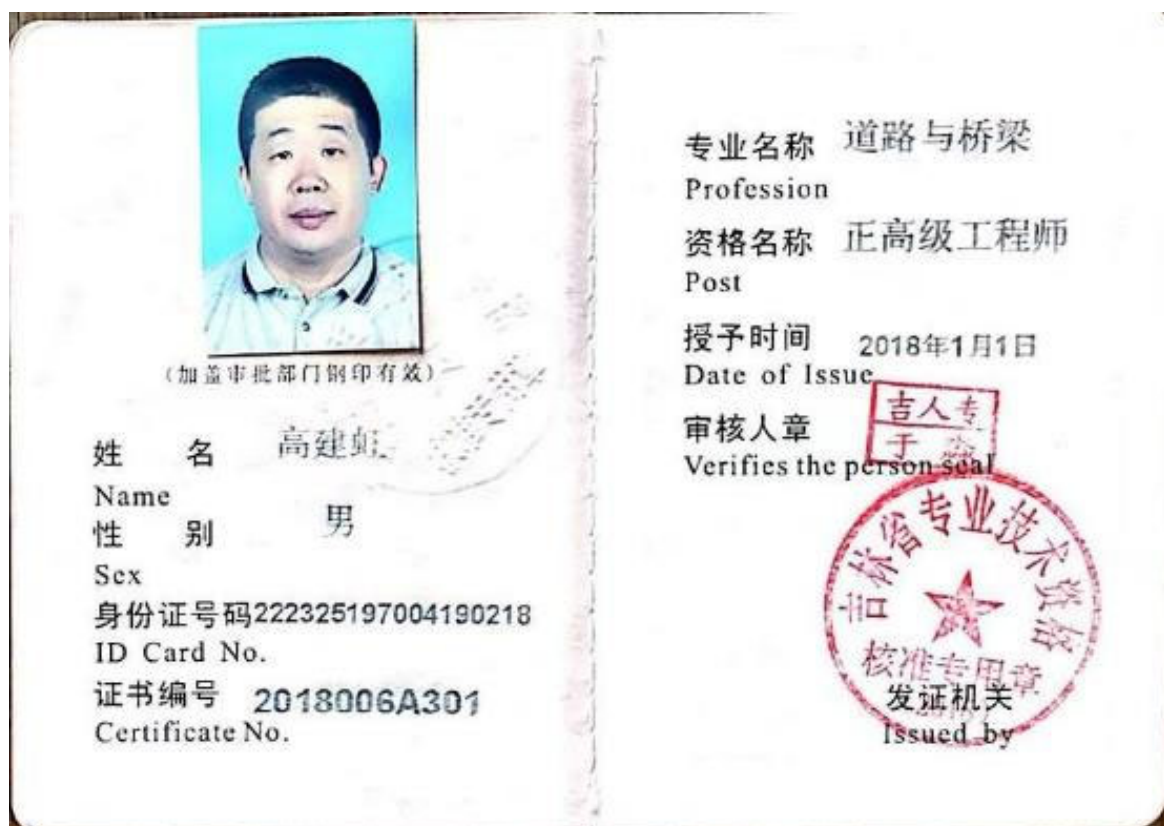 (加盖审批部门钢印有效)
姓 名 高建虹
Name
性 别 男
Sex
身份证号码222325197004190218
ID Card No.
证书编号 2018006A301
Certificate No.
专业名称 道路与桥梁
Profession
资格名称 正高级工程师
Post
授予时间 2018年1月1日
Date of Issue
审核人章
吉人专
于
Verifies the person seal
吉林省专业技术资格
核准专用章
发证机关
Issued by